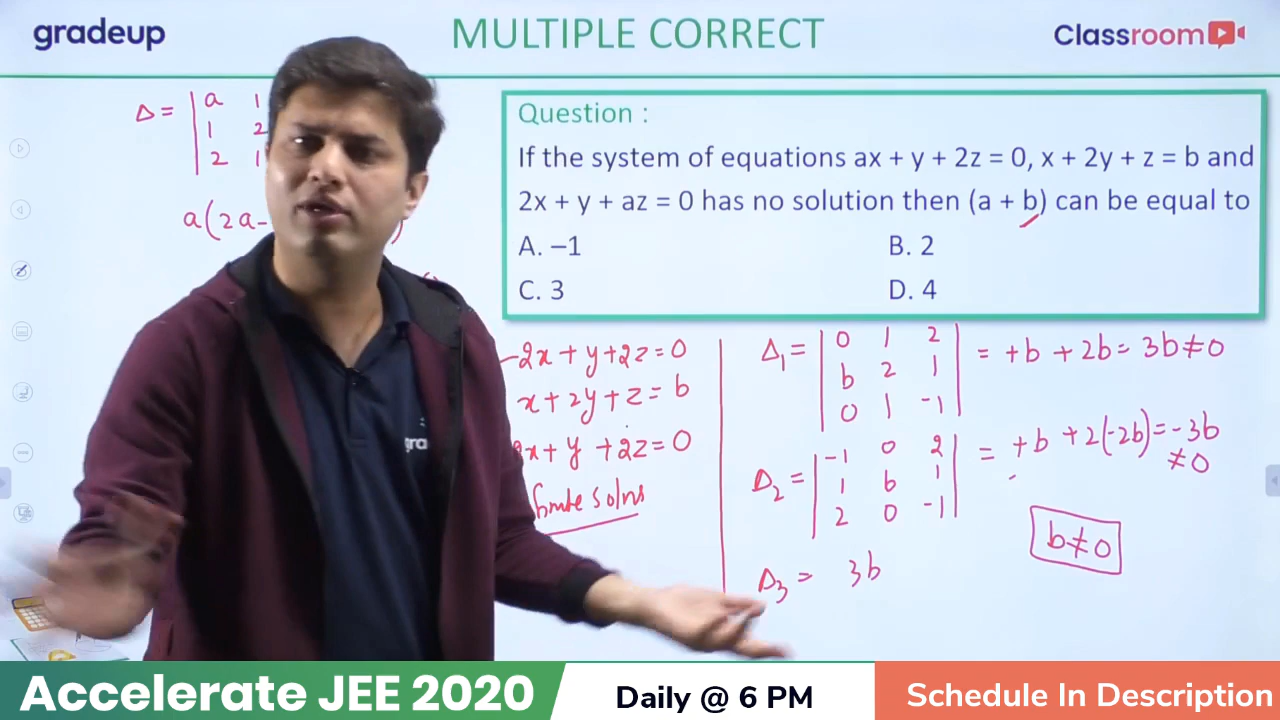 gradeup
MULTIPLE CORRECT
Classroom
Δ = | a 1
1 2
2 1
a(2a- )
Question :
If the system of equations ax + y + 2z = 0, x + 2y + z = b and
2x + y + az = 0 has no solution then (a + b) can be equal to
A. –1
B. 2
C. 3
D. 4
-2x + y + 2z = 0
x + 2y + z = b
x + y + 2z = 0
solns
Δ₁ = | 0 1 2 | = +b + 2b = 3b ≠ 0
b 2 1
0 1 -1
Δ₂ = | -1 0 2 | = +b + 2(-2b) = -3b
1 b 1
≠ 0
2 0 -1
b ≠ 0
Δ₃ = 3b
gra
Accelerate JEE 2020
Daily @ 6 PM
Schedule In Description